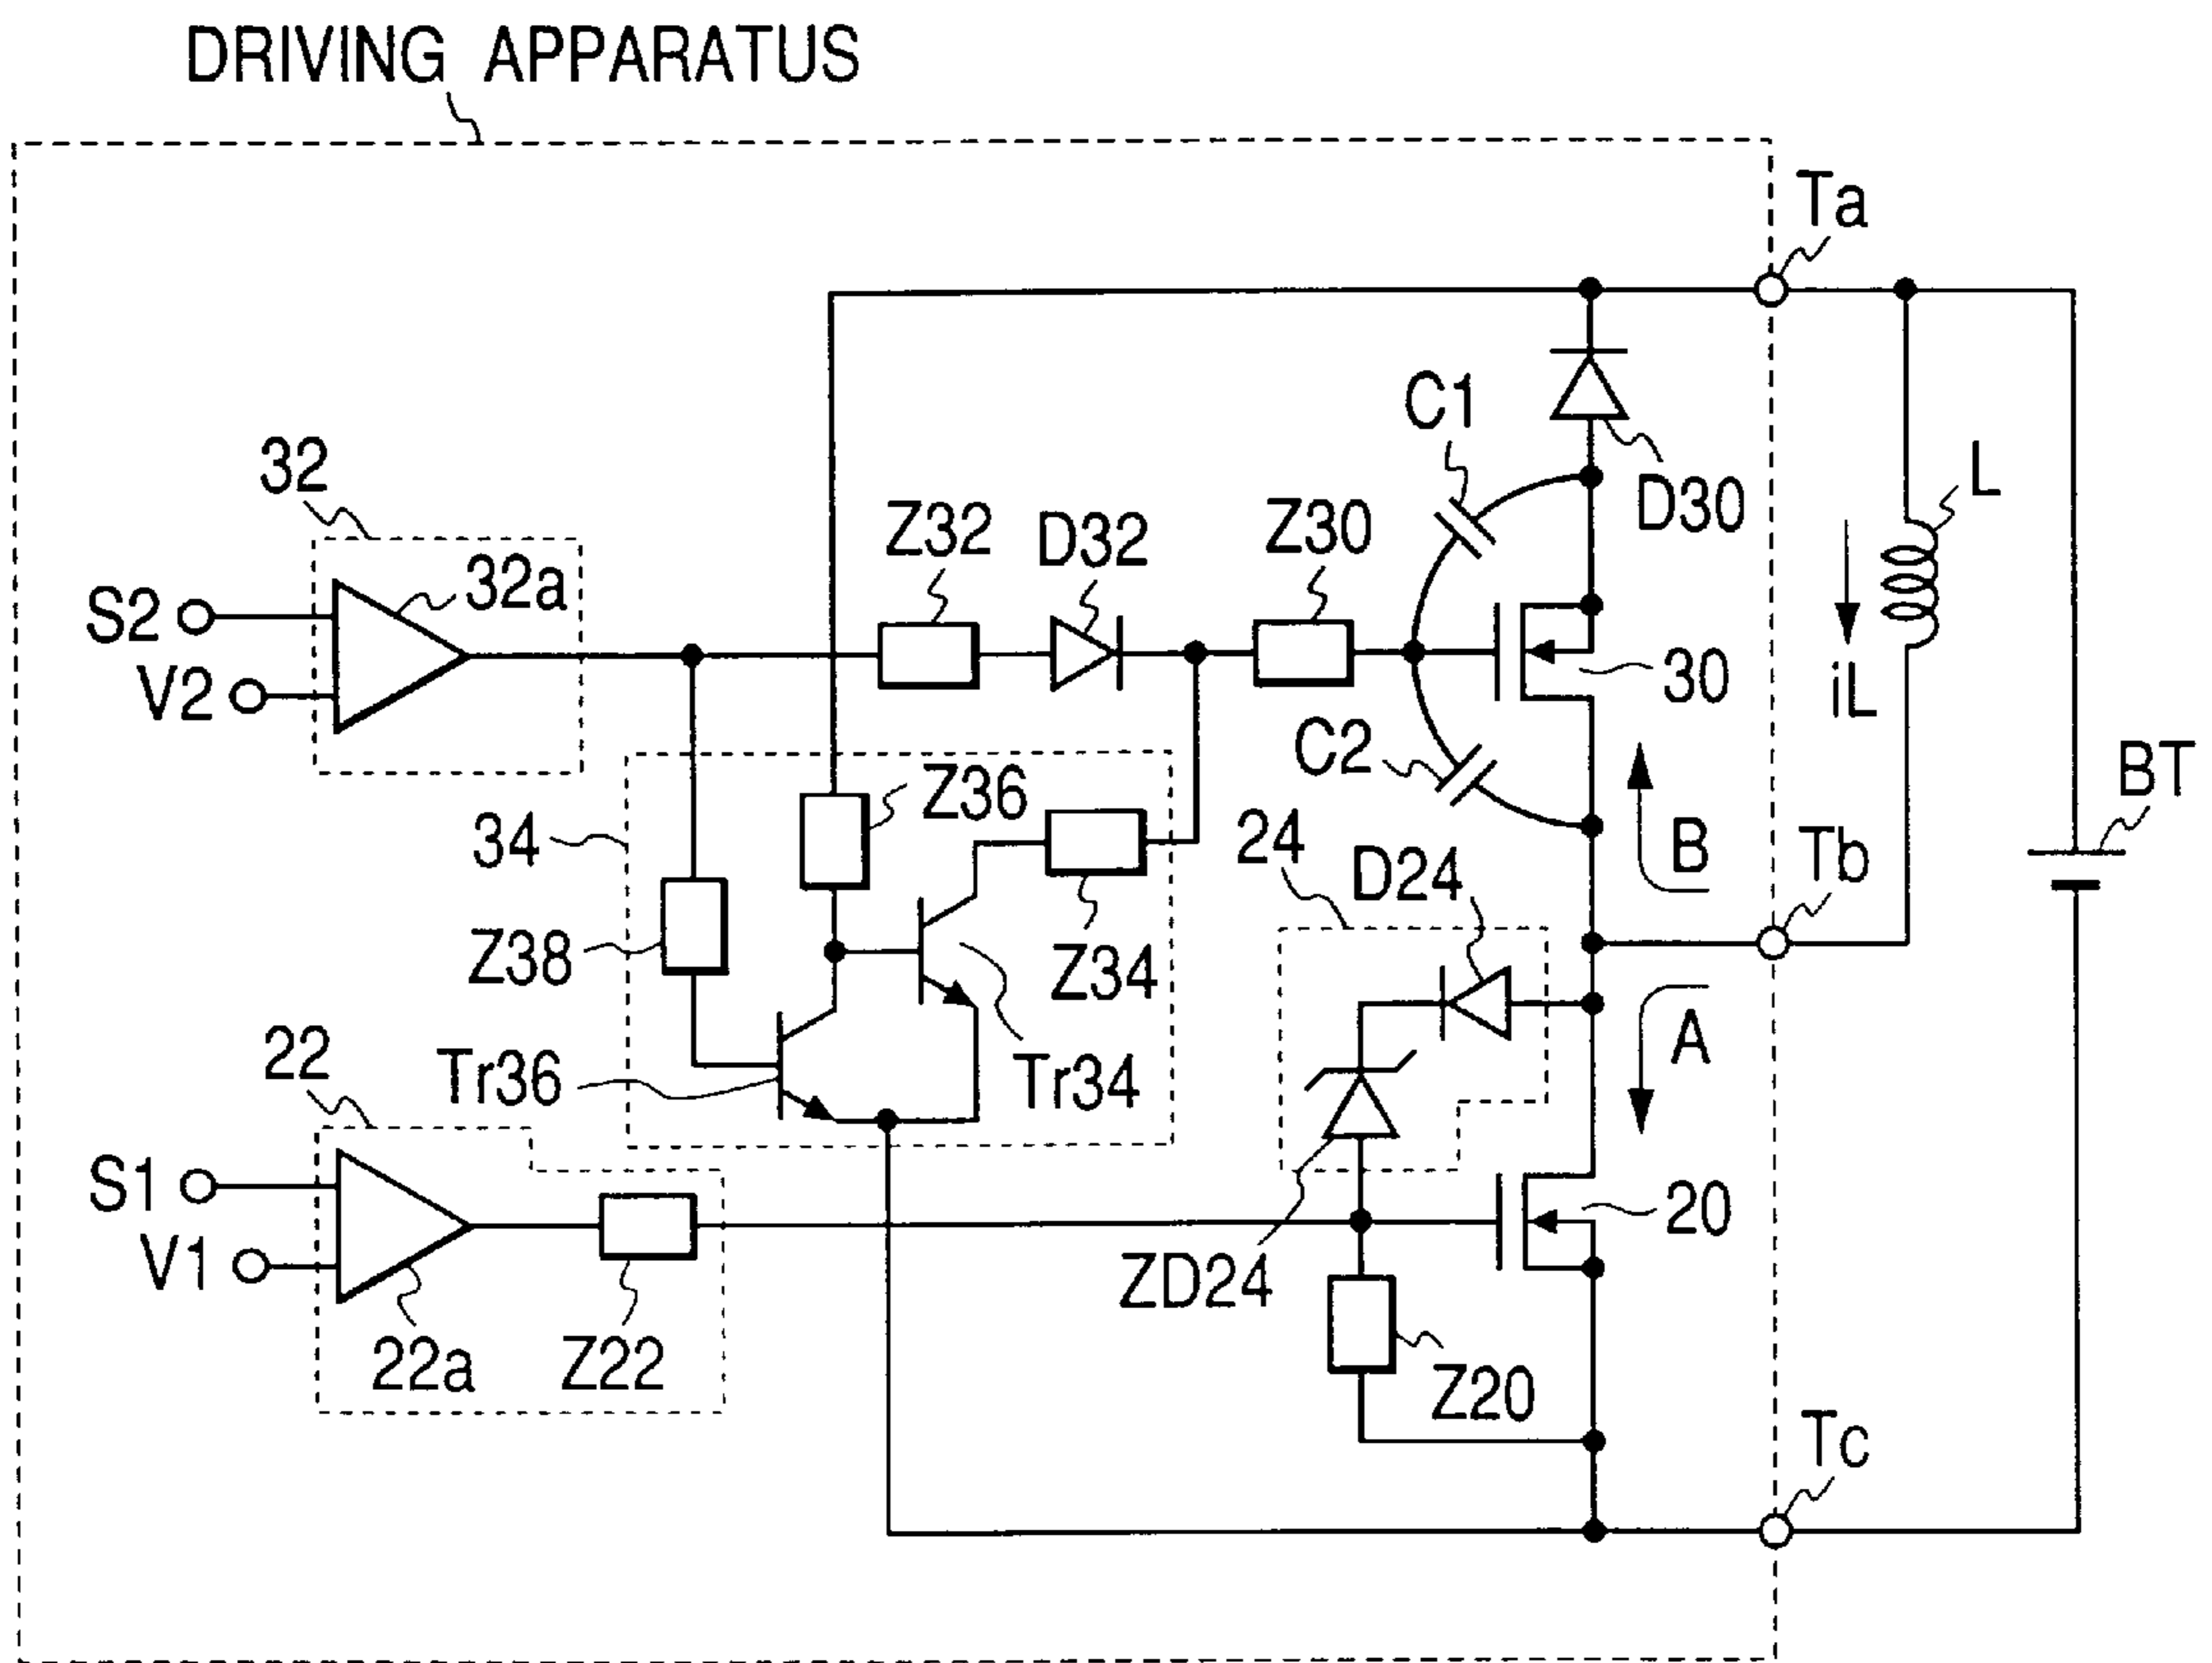 DRIVING APPARATUS
Ta
C1
32
Z32
D32
Z30
D30
L
32a
S2
V2
30
iL
C2
Z36
BT
34
24
B
Tb
D24
Z38
Z34
A
22
Tr36
Tr34
S1
20
V1
ZD24
22a
Z22
Z20
Tc